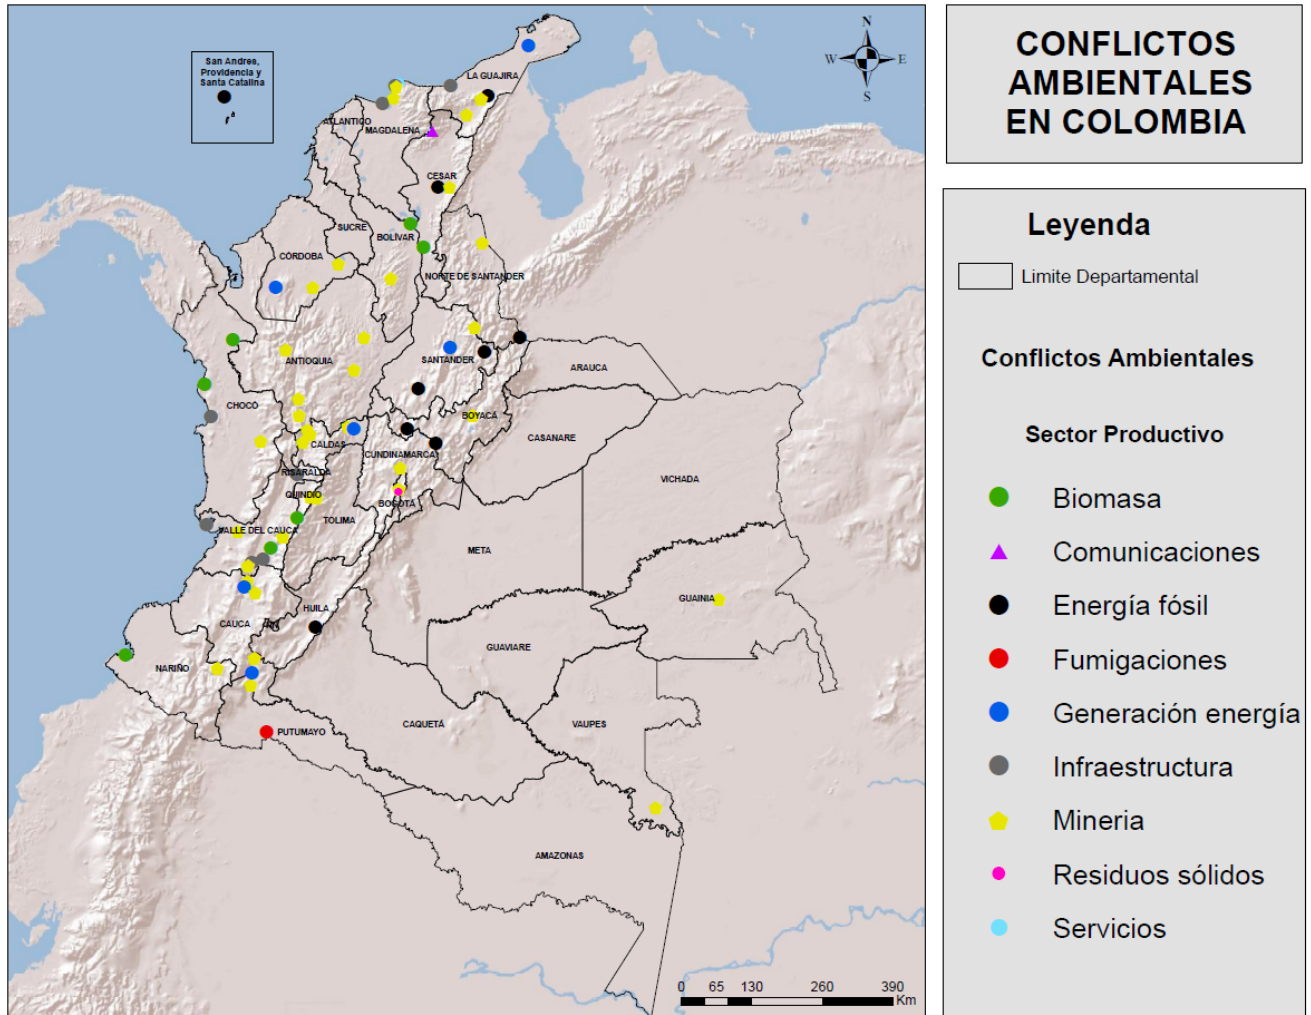 CONFLICTOS
AMBIENTALES
EN COLOMBIA
N
W
E
S
San Andres,
Providencia y
Santa Catalina
LA GUAJIRA
ATLANTICO
MAGDALENA
CESAR
SUCRE
BOLÍVAR
CÓRDOBA
NORTE DE SANTANDER
ANTIOQUIA
SANTANDER
ARAUCA
CHOCÓ
BOYACA
CASANARE
CALDAS
CUNDINAMARCA
RISARALDA
VICHADA
QUINDIO
BOGOTÁ
TOLIMA
VALLE DEL CAUCA
META
GUAINIA
HUILA
CAUCA
GUAVIARE
NARIÑO
CAQUETÁ
VAUPES
PUTUMAYO
AMAZONAS
0 65 130 260 390
Km
Leyenda
Limite Departamental
Conflictos Ambientales
Sector Productivo
Biomasa
Comunicaciones
Energía fósil
Fumigaciones
Generación energía
Infraestructura
Mineria
Residuos sólidos
Servicios